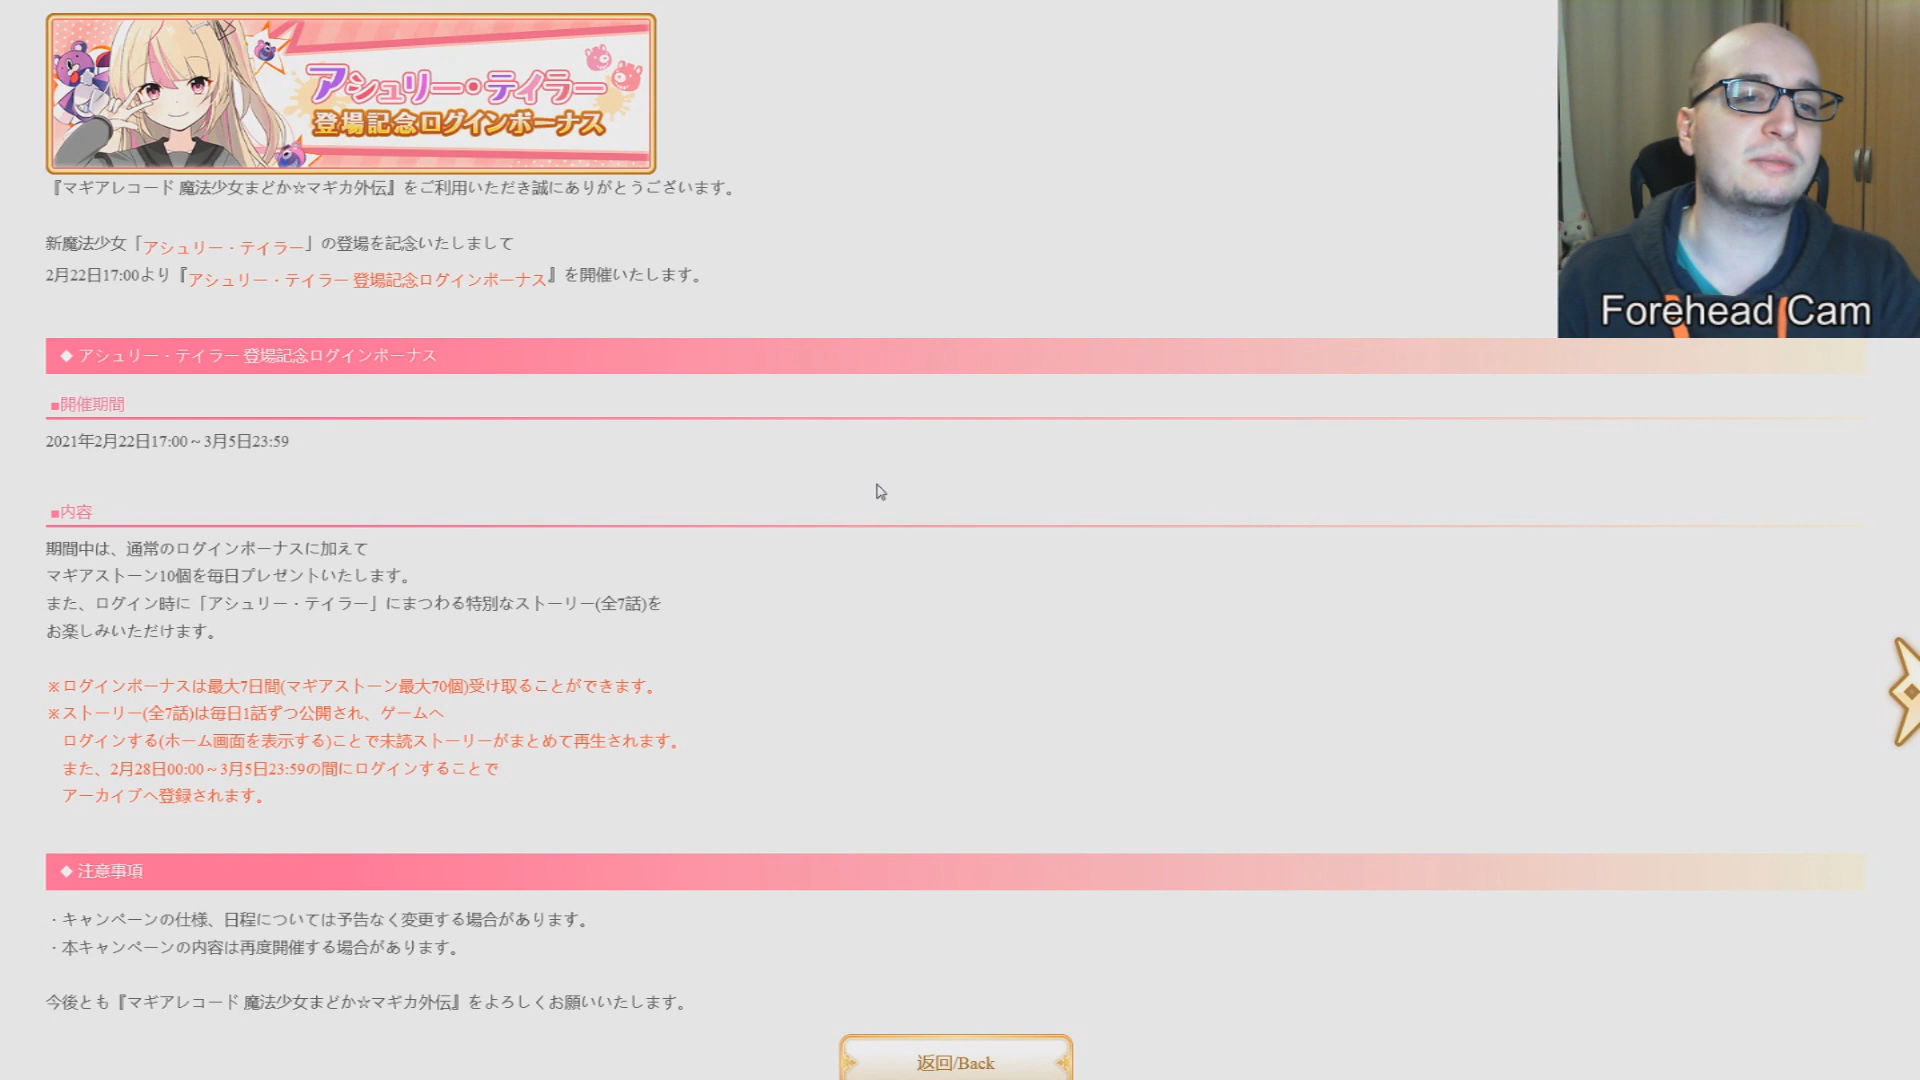 アシュリー・テイラー
登場記念ログインボーナス
『マギアレコード 魔法少女まどか☆マギカ外伝』をご利用いただき誠にありがとうございます。
新魔法少女「アシュリー・テイラー」の登場を記念いたしまして
2月22日17:00より『アシュリー・テイラー 登場記念ログインボーナス』を開催いたします。
Forehead Cam
◆ アシュリー・テイラー 登場記念ログインボーナス
■開催期間
2021年2月22日17:00～3月5日23:59
■内容
期間中は、通常のログインボーナスに加えて
マギアストーン10個を毎日プレゼントいたします。
また、ログイン時に「アシュリー・テイラー」にまつわる特別なストーリー(全7話)を
お楽しみいただけます。
※ログインボーナスは最大7日間(マギアストーン最大70個)受け取ることができます。
※ストーリー(全7話)は毎日1話ずつ公開され、ゲームへ
ログインする(ホーム画面を表示する)ことで未読ストーリーがまとめて再生されます。
また、2月28日00:00～3月5日23:59の間にログインすることで
アーカイブへ登録されます。
◆ 注意事項
・キャンペーンの仕様、日程については予告なく変更する場合があります。
・本キャンペーンの内容は再度開催する場合があります。
今後とも『マギアレコード 魔法少女まどか☆マギカ外伝』をよろしくお願いいたします。
返回/Back